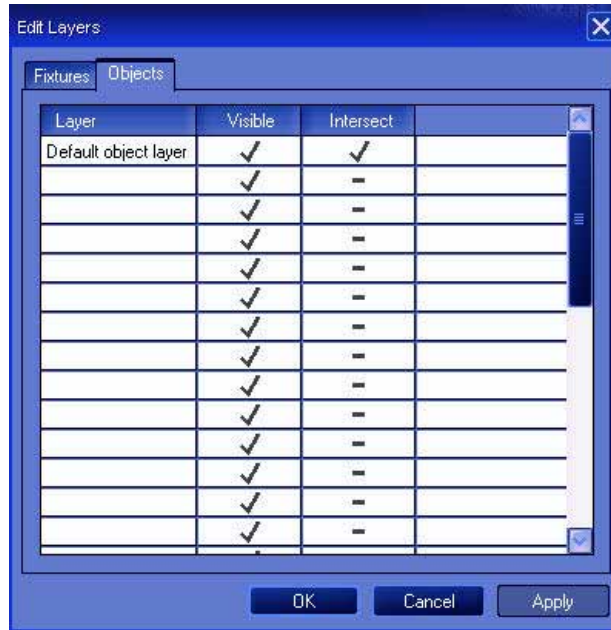 Edit Layers
Fixtures Objects
Layer Visible Intersect
Default object layer
OK Cancel Apply